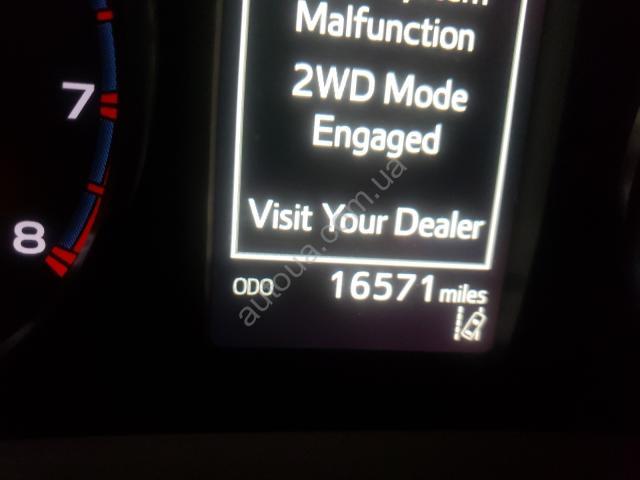 Malfunction
2WD Mode
Engaged
Visit Your Dealer
ODO 16571 miles
7
8
autoua.com.ua